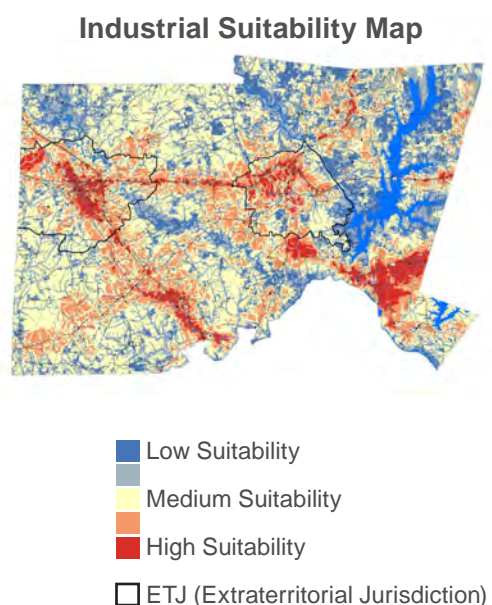 Industrial Suitability Map
Low Suitability
Medium Suitability
High Suitability
ETJ (Extraterritorial Jurisdiction)